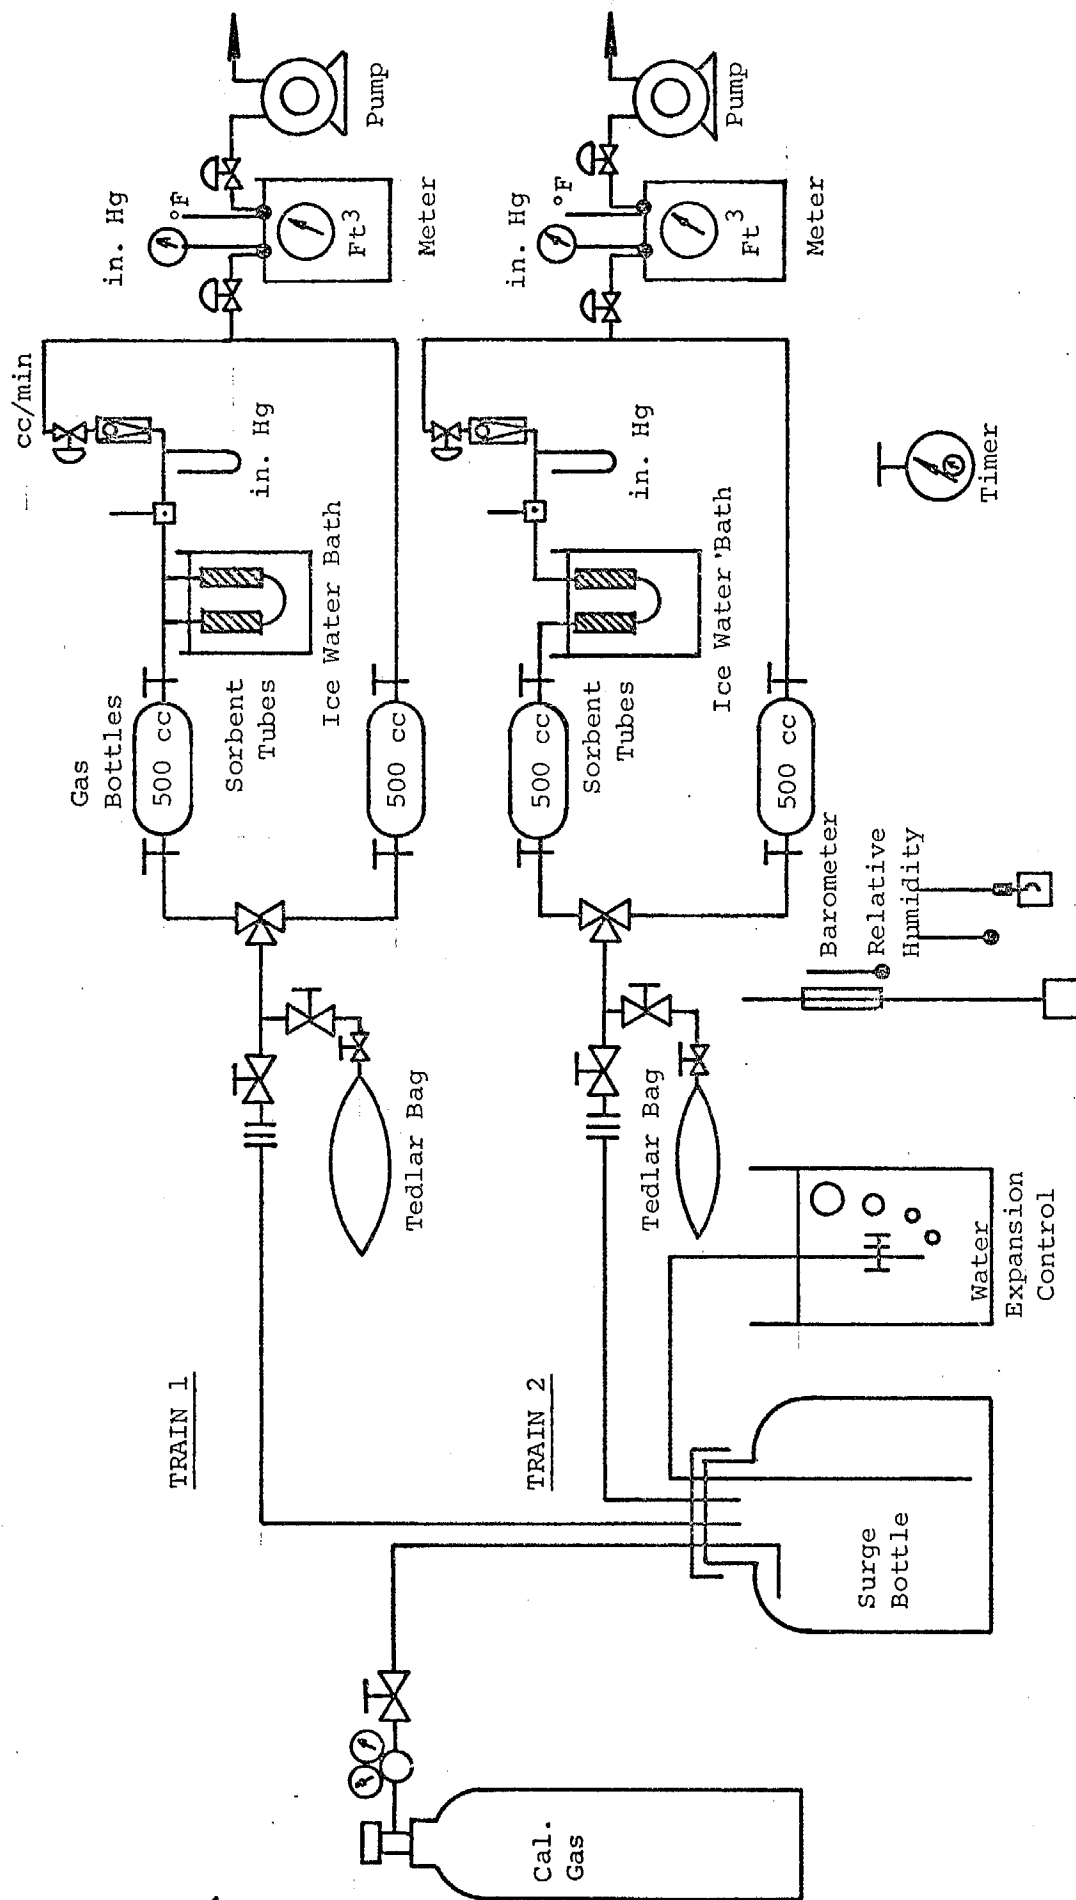 cc/min
in. Hg
°F
Ft³
Meter
Pump
Gas
Bottles
500 cc
Sorbent
Tubes
Ice Water Bath
in. Hg
500 cc
TRAIN 1
Tedlar Bag
in. Hg
°F
Ft³
Meter
Pump
500 cc
Sorbent
Tubes
Ice Water Bath
in. Hg
500 cc
TRAIN 2
Tedlar Bag
Timer
Barometer
Relative
Humidity
Water
Expansion
Control
Surge
Bottle
Cal.
Gas